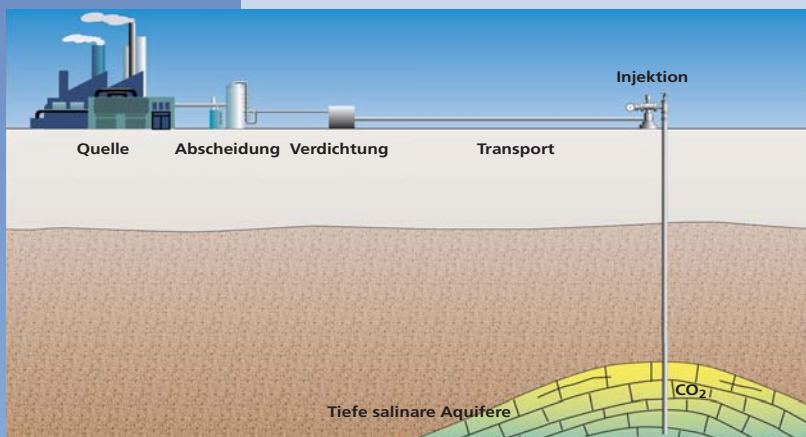 Injektion
Quelle Abscheidung Verdichtung Transport
CO₂
Tiefe salinare Aquifere